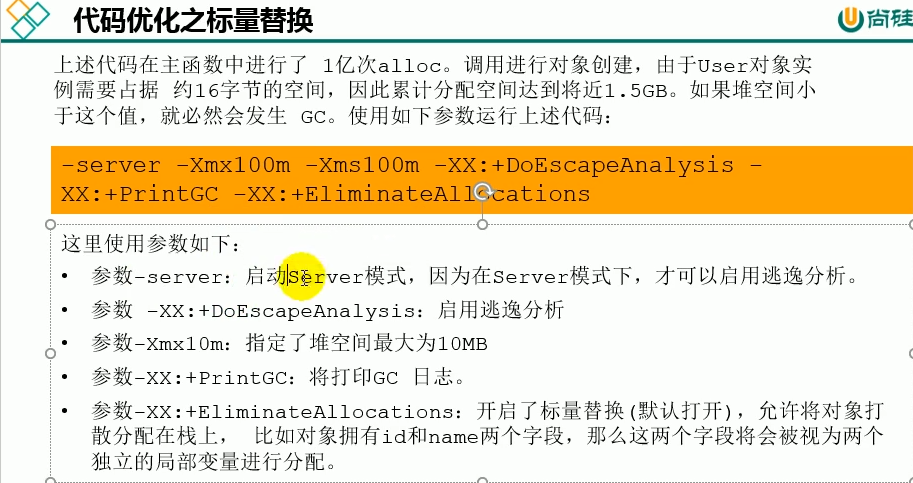 代码优化之标量替换
尚硅
上述代码在主函数中进行了 1亿次alloc。调用进行对象创建，由于User对象实
例需要占据 约16字节的空间，因此累计分配空间达到将近1.5GB。如果堆空间小
于这个值，就必然会发生 GC。使用如下参数运行上述代码：
-server -Xmx100m -Xms100m -XX:+DoEscapeAnalysis -
XX:+PrintGC -XX:+EliminateAllocations
这里使用参数如下：
• 参数-server：启动Server模式，因为在Server模式下，才可以启用逃逸分析。
• 参数 -XX:+DoEscapeAnalysis：启用逃逸分析
• 参数-Xmx10m：指定了堆空间最大为10MB
• 参数-XX:+PrintGC：将打印GC 日志。
• 参数-XX:+EliminateAllocations：开启了标量替换(默认打开)，允许将对象打
散分配在栈上， 比如对象拥有id和name两个字段，那么这两个字段将会被视为两个
独立的局部变量进行分配。